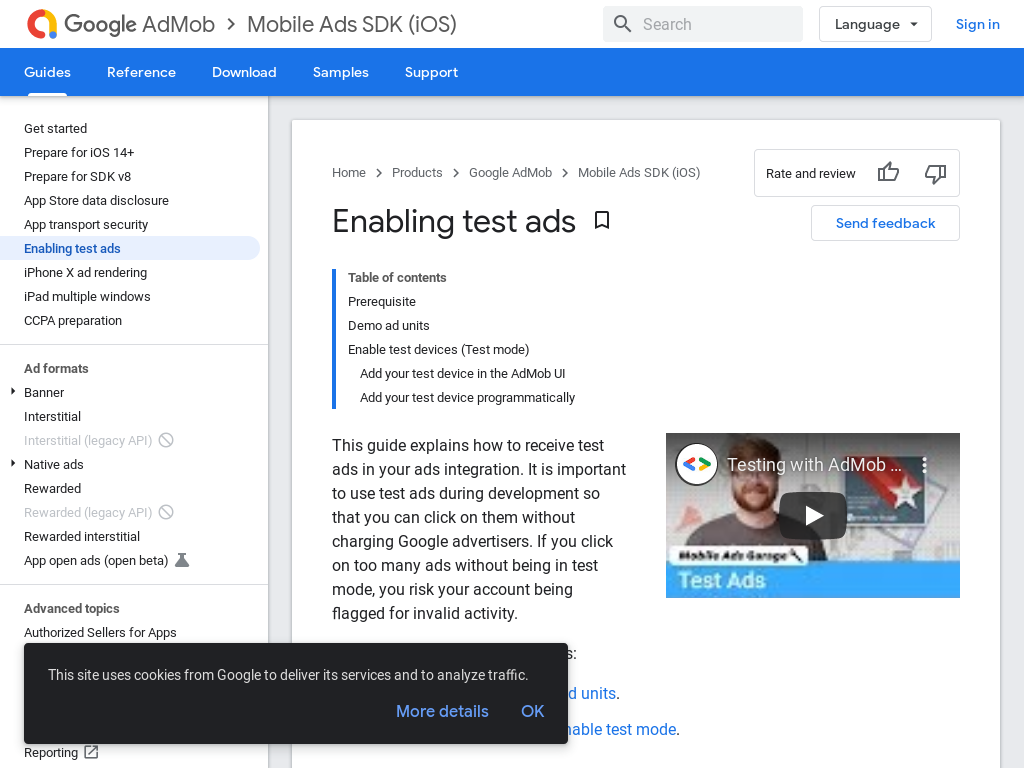 Google AdMob
Mobile Ads SDK (iOS)
Search
Language
Sign in
Guides
Reference
Download
Samples
Support
Get started
Prepare for iOS 14+
Prepare for SDK v8
App Store data disclosure
App transport security
Enabling test ads
iPhone X ad rendering
iPad multiple windows
CCPA preparation
Ad formats
Banner
Interstitial
Interstitial (legacy API)
Native ads
Rewarded
Rewarded (legacy API)
Rewarded interstitial
App open ads (open beta)
Advanced topics
Authorized Sellers for Apps
Reporting
Home
Products
Google AdMob
Mobile Ads SDK (iOS)
Rate and review
Enabling test ads
Send feedback
Table of contents
Prerequisite
Demo ad units
Enable test devices (Test mode)
Add your test device in the AdMob UI
Add your test device programmatically
This guide explains how to receive test
ads in your ads integration. It is important
to use test ads during development so
that you can click on them without
charging Google advertisers. If you click
on too many ads without being in test
mode, you risk your account being
flagged for invalid activity.
Testing with AdMob ...
Mobile Ads Garage
Test Ads
s:
d units.
nable test mode.
This site uses cookies from Google to deliver its services and to analyze traffic.
More details
OK